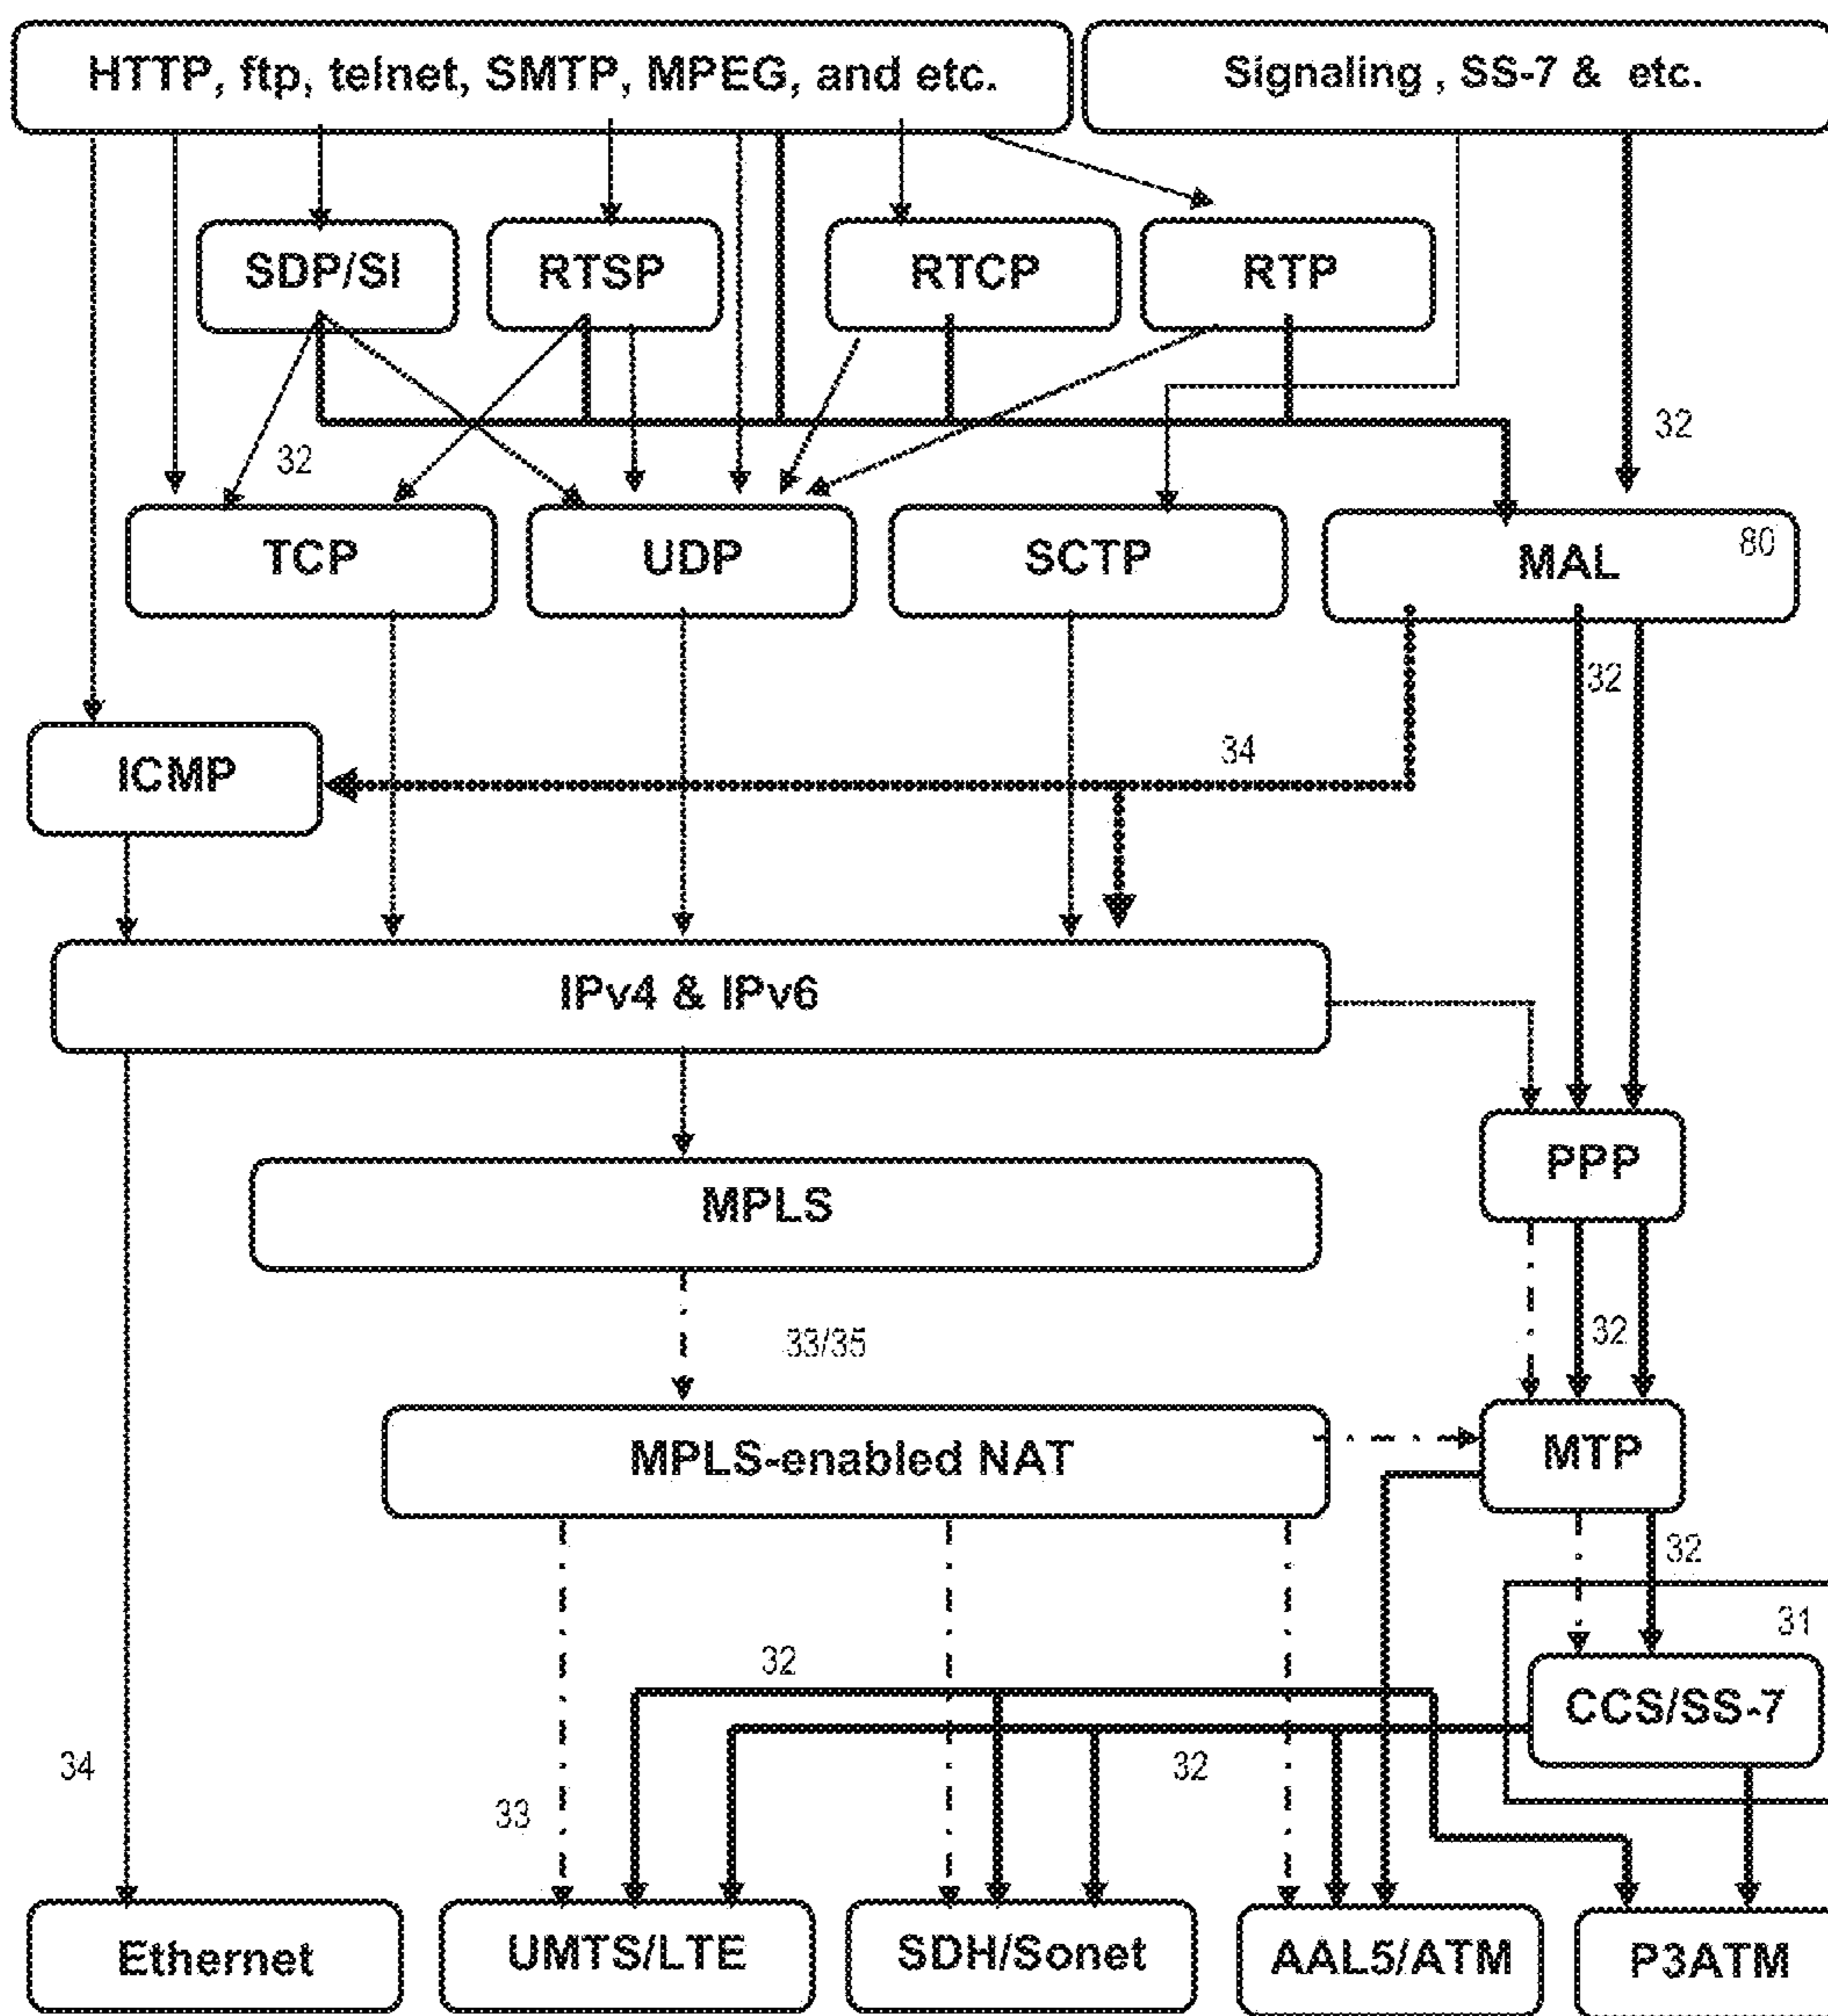 HTTP, ftp, telnet, SMTP, MPEG, and etc.
Signaling , SS-7 & etc.
SDP/SI
RTSP
RTCP
RTP
32
32
TCP
UDP
SCTP
MAL
80
32
ICMP
34
IPv4 & IPv6
PPP
MPLS
33/35
32
MPLS-enabled NAT
MTP
32
31
32
CCS/SS-7
34
32
33
Ethernet
UMTS/LTE
SDH/Sonet
AAL5/ATM
P3ATM